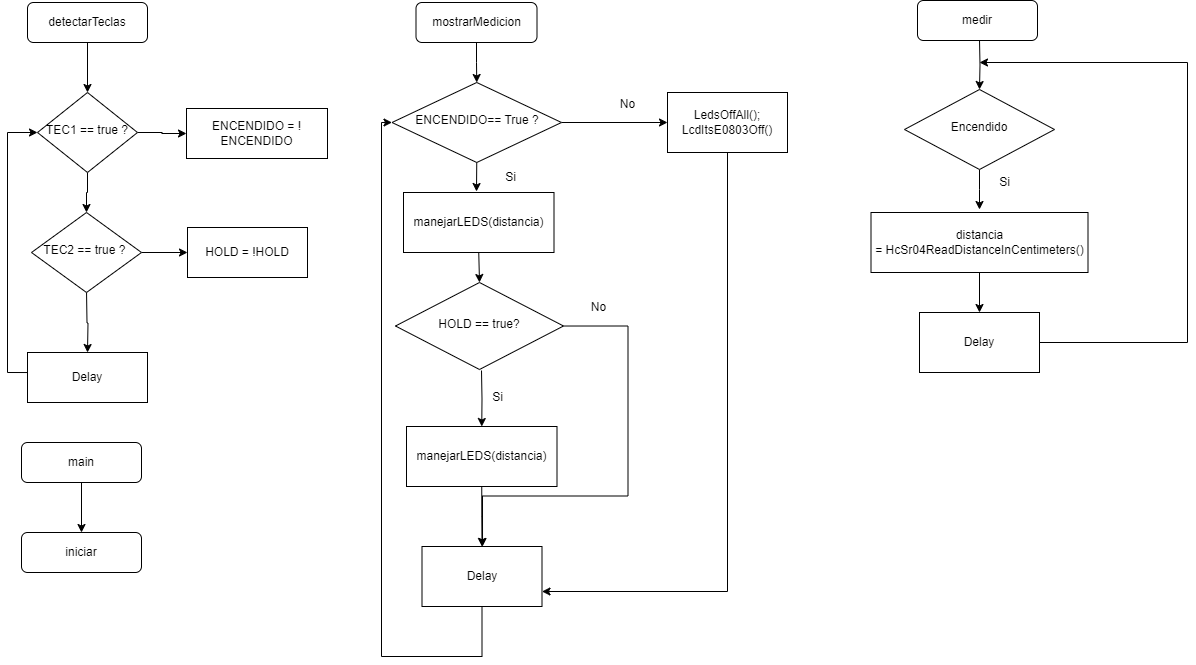 detectarTeclas
TEC1 == true ?
ENCENDIDO = !
ENCENDIDO
TEC2 == true ?
HOLD = !HOLD
Delay
main
iniciar
mostrarMedicion
ENCENDIDO== True ?
No
LedsOffAll();
LcdItsE0803Off()
Si
manejarLEDS(distancia)
HOLD == true?
No
Si
manejarLEDS(distancia)
Delay
medir
Encendido
Si
distancia
= HcSr04ReadDistanceInCentimeters()
Delay